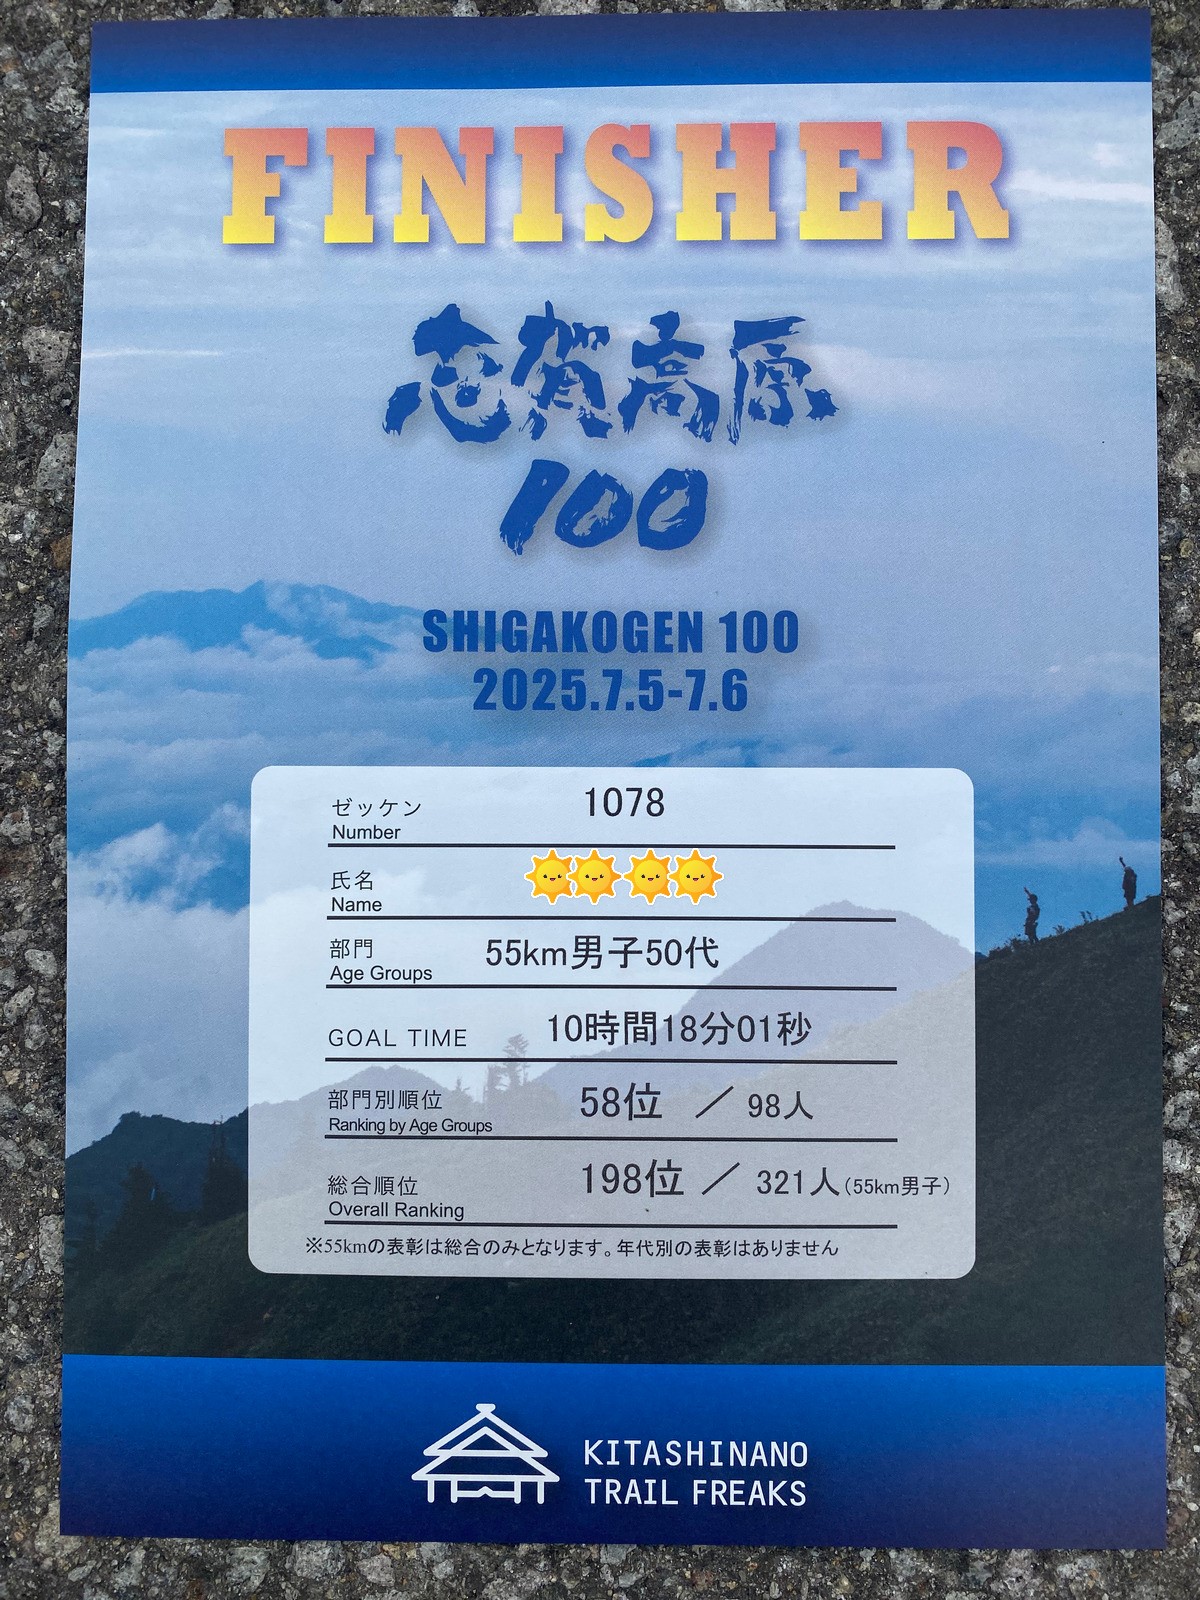 FINISHER
志賀高原
100
SHIGAKOGEN 100
2025.7.5-7.6
ゼッケン 1078
Number
氏名
Name
部門 55km男子50代
Age Groups
GOAL TIME 10時間18分01秒
部門別順位 58位 ／ 98人
Ranking by Age Groups
総合順位 198位 ／ 321人(55km男子)
Overall Ranking
※55kmの表彰は総合のみとなります。年代別の表彰はありません
KITASHINANO
TRAIL FREAKS